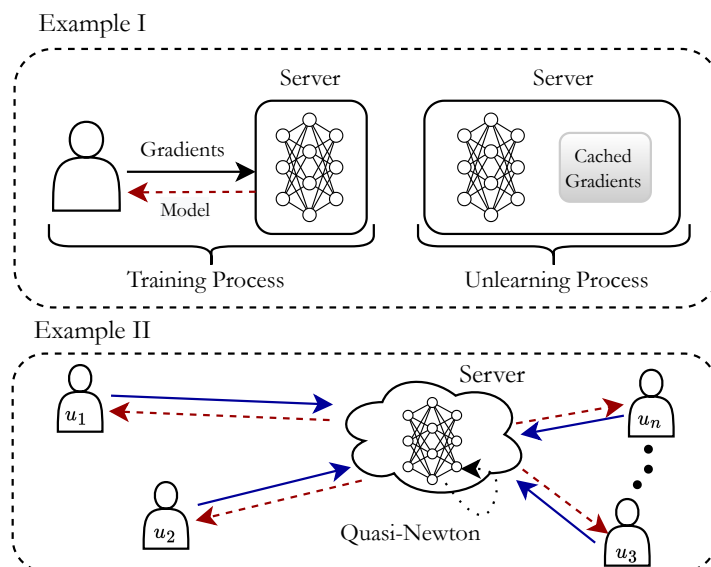 Example I
Server
Server
Gradients
Model
Cached
Gradients
Training Process
Unlearning Process
Example II
Server
u1
un
u2
Quasi-Newton
u3